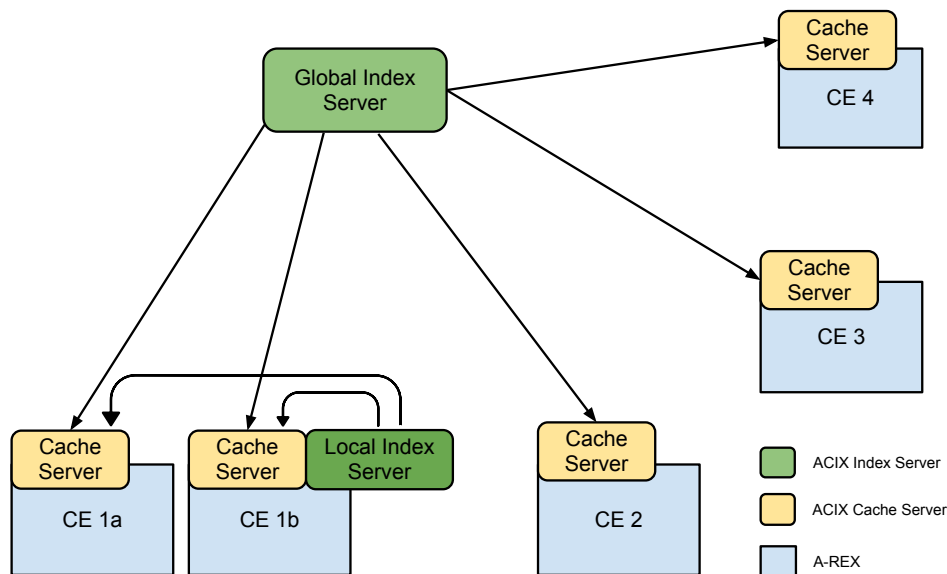 Cache
Server
CE 4
Global Index
Server
Cache
Server
CE 3
Cache
Server
CE 1a
Cache
Server
Local Index
Server
CE 1b
Cache
Server
CE 2
ACIX Index Server
ACIX Cache Server
A-REX